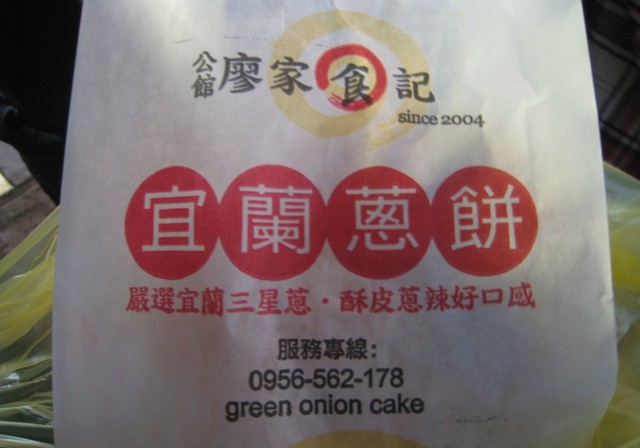 公館廖家食記
since 2004
宜蘭蔥餅
嚴選宜蘭三星蔥・酥皮蔥辣好口感
服務專線:
0956-562-178
green onion cake